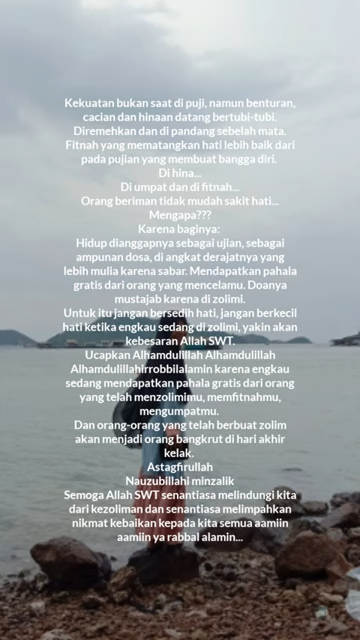 Kekuatan bukan saat di puji, namun benturan,
cacian dan hinaan datang bertubi-tubi.
Diremehkan dan di pandang sebelah mata.
Fitnah yang mematangkan hati lebih baik dari
pada pujian yang membuat bangga diri.
Di hina...
Di umpat dan di fitnah...
Orang beriman tidak mudah sakit hati...
Mengapa???
Karena baginya:
Hidup dianggapnya sebagai ujian, sebagai
ampunan dosa, di angkat derajatnya yang
lebih mulia karena sabar. Mendapatkan pahala
gratis dari orang yang mencelamu. Doanya
mustajab karena di zolimi.
Untuk itu jangan bersedih hati, jangan berkecil
hati ketika engkau sedang di zolimi, yakin akan
kebesaran Allah SWT.
Ucapkan Alhamdulillah Alhamdulillah
Alhamdulillahirrobbilalamin karena engkau
sedang mendapatkan pahala gratis dari orang
yang telah menzolimimu, memfitnahmu,
mengumpatmu.
Dan orang-orang yang telah berbuat zolim
akan menjadi orang bangkrut di hari akhir
kelak.
Astagfirullah
Nauzubillahi minzalik
Semoga Allah SWT senantiasa melindungi kita
dari kezoliman dan senantiasa melimpahkan
nikmat kebaikan kepada kita semua aamiin
aamiin ya rabbal alamin...